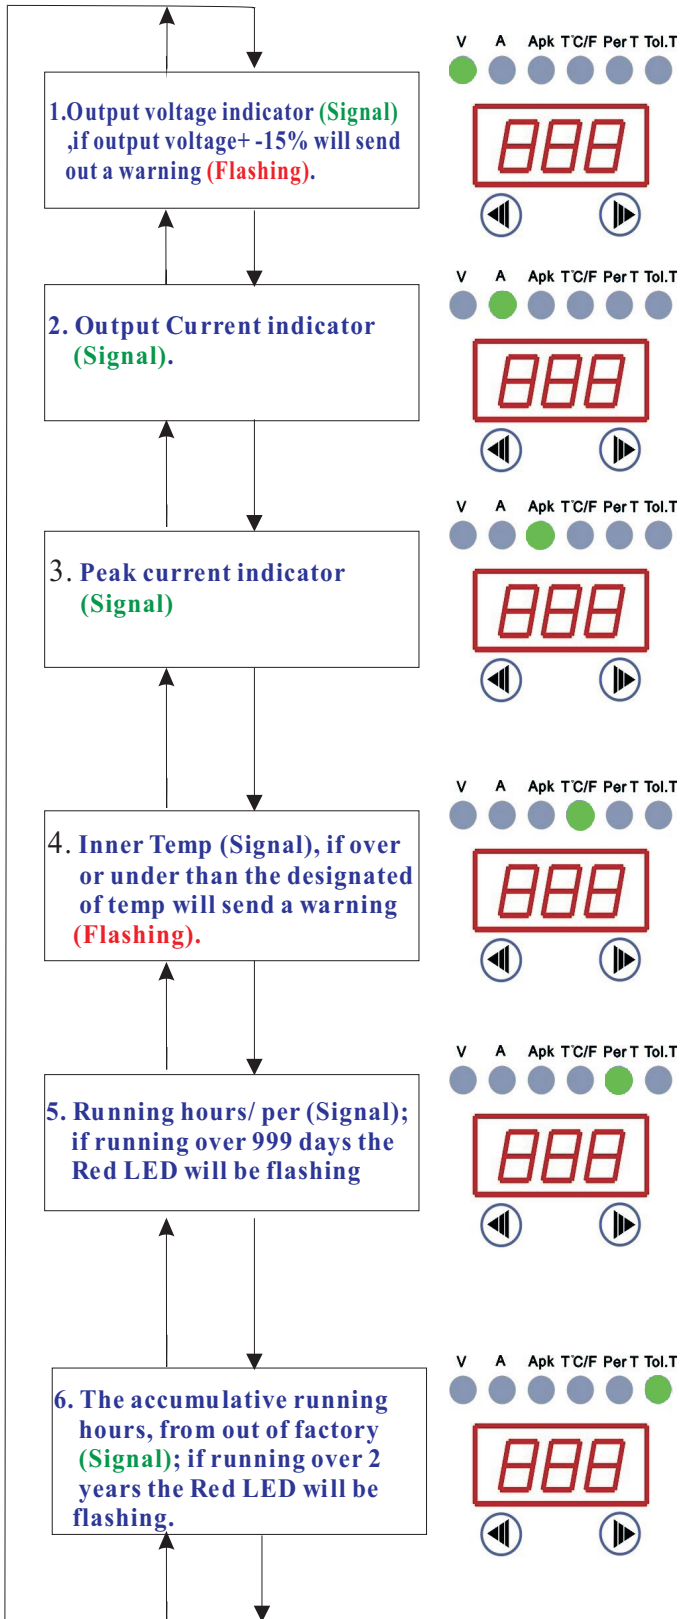 V A Apk T℃/F Per T Tol.T
1.Output voltage indicator (Signal)
,if output voltage+ -15% will send
out a warning (Flashing).
888
V A Apk T℃/F Per T Tol.T
2. Output Current indicator
(Signal).
888
V A Apk T℃/F Per T Tol.T
3. Peak current indicator
(Signal)
888
V A Apk T℃/F Per T Tol.T
4. Inner Temp (Signal), if over
or under than the designated
of temp will send a warning
(Flashing).
888
V A Apk T℃/F Per T Tol.T
5. Running hours/ per (Signal);
if running over 999 days the
Red LED will be flashing
888
V A Apk T℃/F Per T Tol.T
6. The accumulative running
hours, from out of factory
(Signal); if running over 2
years the Red LED will be
flashing.
888